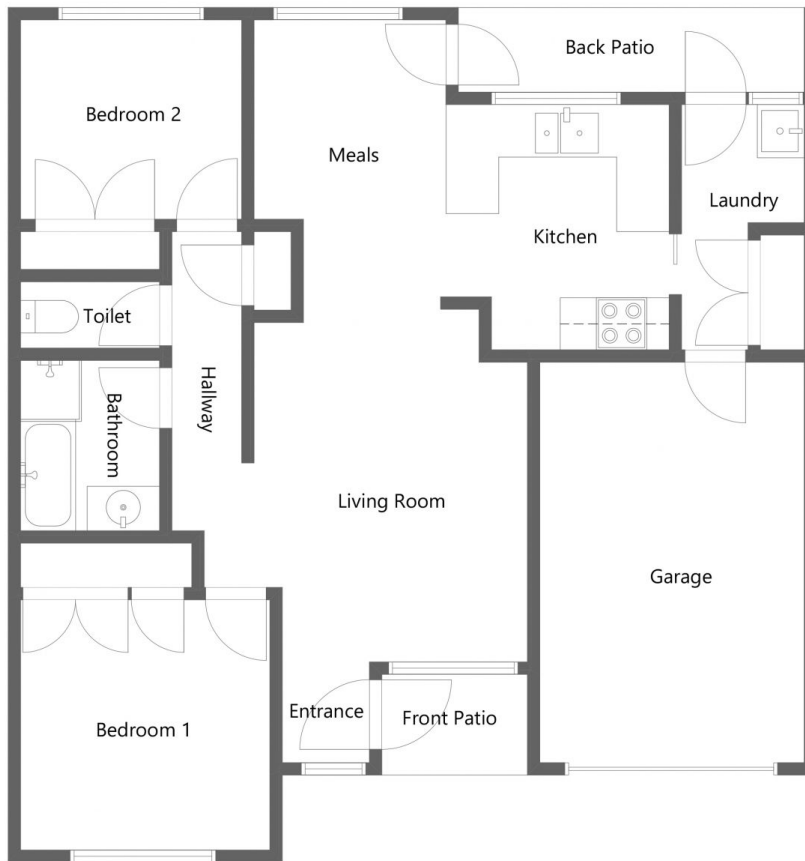 Back Patio
Bedroom 2
Meals
Laundry
Kitchen
Toilet
Hallway
Bathroom
Living Room
Garage
Entrance
Front Patio
Bedroom 1